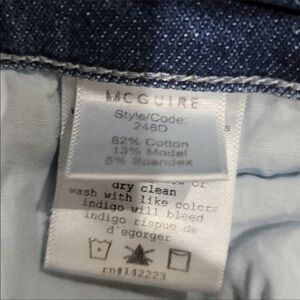 MCGUIRE
Style/Code:
248D
82% Cotton
13% Modal
5% Spandex
dry clean
wash with like colors
indigo will bleed
indigo risque de
d'egorger
rn#142223